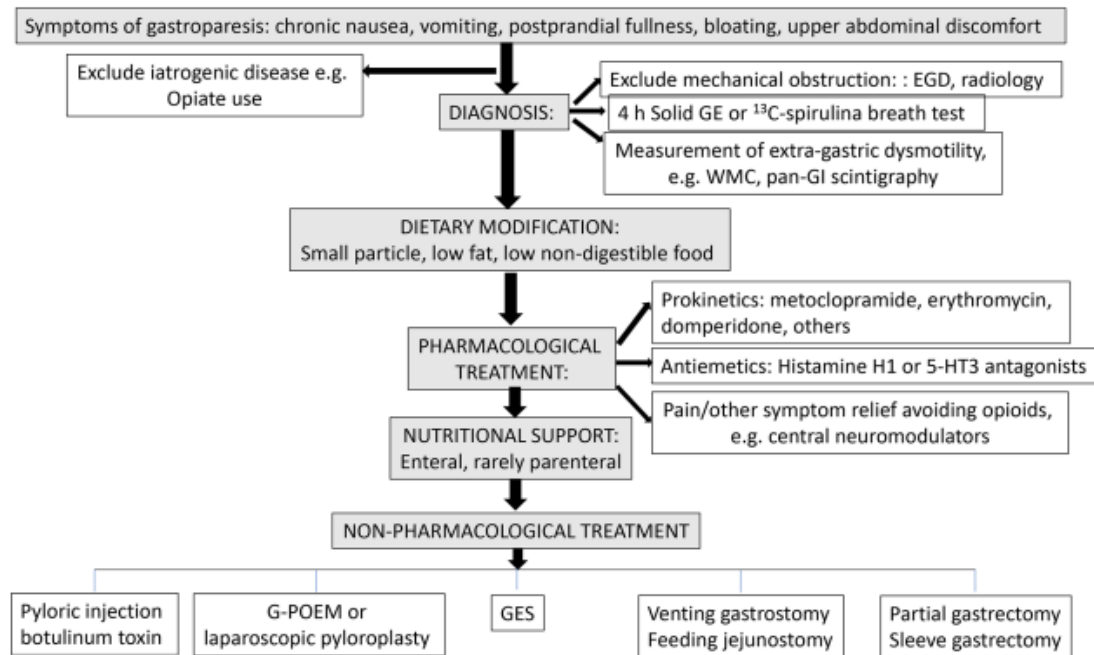 Symptoms of gastroparesis: chronic nausea, vomiting, postprandial fullness, bloating, upper abdominal discomfort
Exclude iatrogenic disease e.g.
Opiate use
DIAGNOSIS:
Exclude mechanical obstruction: : EGD, radiology
4 h Solid GE or ¹³C-spirulina breath test
Measurement of extra-gastric dysmotility,
e.g. WMC, pan-GI scintigraphy
DIETARY MODIFICATION:
Small particle, low fat, low non-digestible food
PHARMACOLOGICAL
TREATMENT:
Prokinetics: metoclopramide, erythromycin,
domperidone, others
Antiemetics: Histamine H1 or 5-HT3 antagonists
Pain/other symptom relief avoiding opioids,
e.g. central neuromodulators
NUTRITIONAL SUPPORT:
Enteral, rarely parenteral
NON-PHARMACOLOGICAL TREATMENT
Pyloric injection
botulinum toxin
G-POEM or
laparoscopic pyloroplasty
GES
Venting gastrostomy
Feeding jejunostomy
Partial gastrectomy
Sleeve gastrectomy